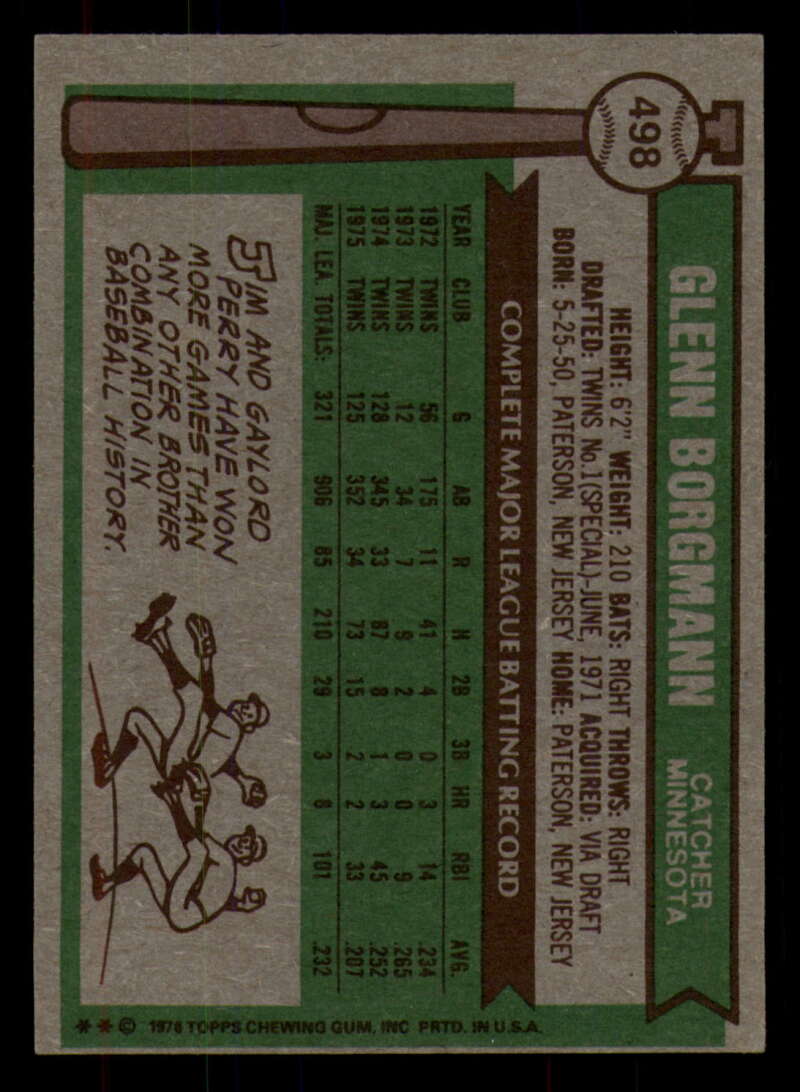 498
GLENN BORGMANN
CATCHER
MINNESOTA
HEIGHT: 6'2" WEIGHT: 210 BATS: RIGHT THROWS: RIGHT
DRAFTED: TWINS No.1(SPECIAL)-JUNE, 1971 ACQUIRED: VIA DRAFT
BORN: 5-25-50, PATERSON, NEW JERSEY HOME: PATERSON, NEW JERSEY
COMPLETE MAJOR LEAGUE BATTING RECORD
YEAR CLUB G AB R H 2B 3B HR RBI AVG.
1972 TWINS 56 175 11 41 4 0 3 14 .234
1973 TWINS 12 34 7 9 2 0 0 9 .265
1974 TWINS 128 345 33 87 8 1 3 45 .252
1975 TWINS 125 352 34 73 15 2 2 33 .207
MAJ. LEA. TOTALS: 321 906 85 210 29 3 8 101 .232
JIM AND GAYLORD
PERRY HAVE WON
MORE GAMES THAN
ANY OTHER BROTHER
COMBINATION IN
BASEBALL HISTORY.
** © 1976 TOPPS CHEWING GUM, INC PRTD. IN U.S.A.